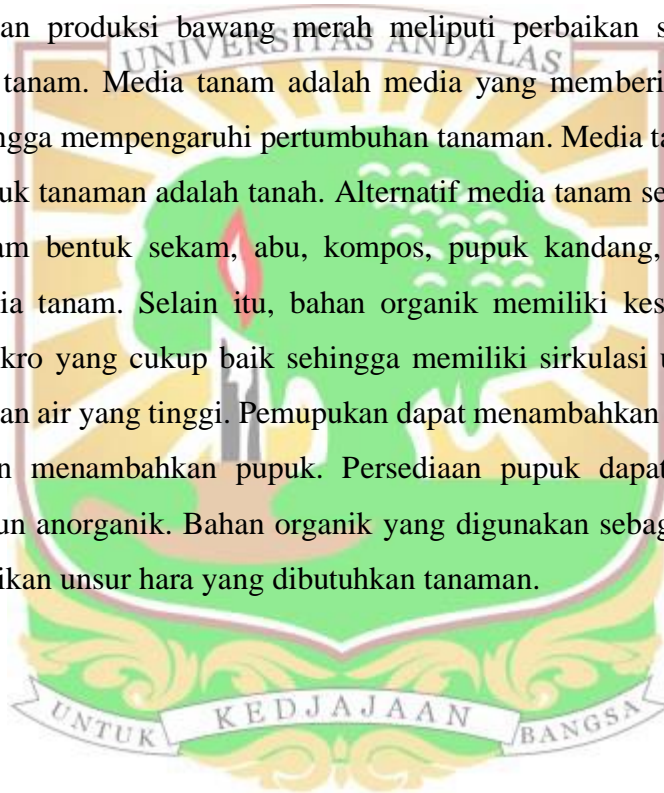 an produksi bawang merah meliputi perbaikan s
UNIVERSITAS ANDALAS
tanam. Media tanam adalah media yang memberi
ngga mempengaruhi pertumbuhan tanaman. Media ta
uk tanaman adalah tanah. Alternatif media tanam se
am bentuk sekam, abu, kompos, pupuk kandang,
ia tanam. Selain itu, bahan organik memiliki kes
kro yang cukup baik sehingga memiliki sirkulasi u
an air yang tinggi. Pemupukan dapat menambahkan
n menambahkan pupuk. Persediaan pupuk dapat
un anorganik. Bahan organik yang digunakan sebag
ikan unsur hara yang dibutuhkan tanaman.
UNTUK KEDJAJAAN BANGSA